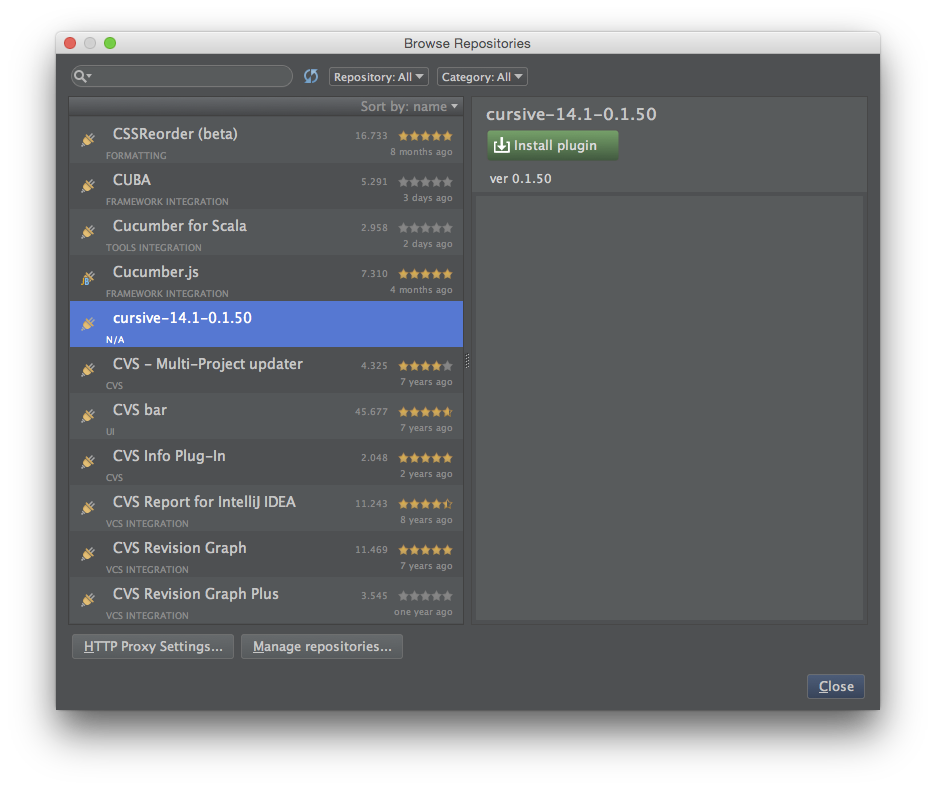 Browse Repositories
Repository: All Category: All
Sort by: name
CSSReorder (beta) 16.733
FORMATTING 8 months ago
CUBA 5.291
FRAMEWORK INTEGRATION 3 days ago
Cucumber for Scala 2.958
TOOLS INTEGRATION 2 days ago
Cucumber.js 7.310
FRAMEWORK INTEGRATION 4 months ago
cursive-14.1-0.1.50
N/A
CVS - Multi-Project updater 4.325
CVS 7 years ago
CVS bar 45.677
UI 7 years ago
CVS Info Plug-In 2.048
CVS 2 years ago
CVS Report for IntelliJ IDEA 11.243
VCS INTEGRATION 8 years ago
CVS Revision Graph 11.469
VCS INTEGRATION 7 years ago
CVS Revision Graph Plus 3.545
VCS INTEGRATION one year ago
cursive-14.1-0.1.50
Install plugin
ver 0.1.50
HTTP Proxy Settings... Manage repositories...
Close